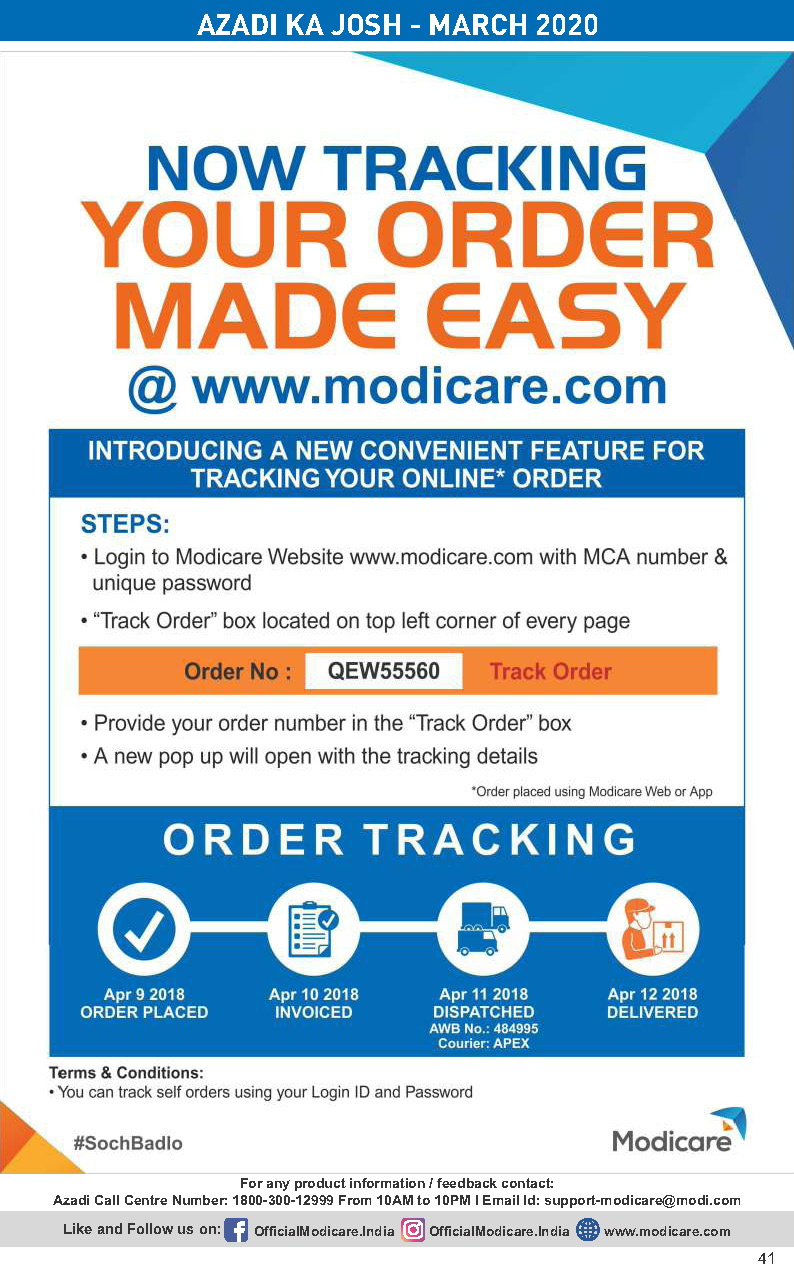 AZADI KA JOSH - MARCH 2020
NOW TRACKING
YOUR ORDER
MADE EASY
@ www.modicare.com
INTRODUCING A NEW CONVENIENT FEATURE FOR
TRACKING YOUR ONLINE* ORDER
STEPS:
• Login to Modicare Website www.modicare.com with MCA number &
unique password
• “Track Order” box located on top left corner of every page
Order No : QEW55560 Track Order
• Provide your order number in the “Track Order” box
• A new pop up will open with the tracking details
*Order placed using Modicare Web or App
ORDER TRACKING
Apr 9 2018
ORDER PLACED
Apr 10 2018
INVOICED
Apr 11 2018
DISPATCHED
AWB No.: 484995
Courier: APEX
Apr 12 2018
DELIVERED
Terms & Conditions:
• You can track self orders using your Login ID and Password
#SochBadlo
Modicare
For any product information / feedback contact:
Azadi Call Centre Number: 1800-300-12999 From 10AM to 10PM I Email Id: support-modicare@modi.com
Like and Follow us on: OfficialModicare.India OfficialModicare.India www.modicare.com
41